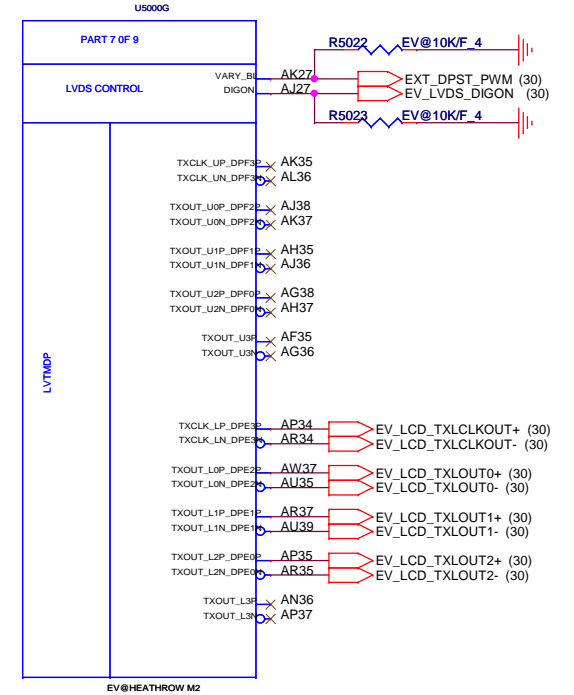 U5000G
PART 7 0F 9
R5022 EV@10K/F_4
LVDS CONTROL
VARY_BL AK27 EXT_DPST_PWM (30)
DIGON AJ27 EV_LVDS_DIGON (30)
R5023 EV@10K/F_4
TXCLK_UP_DPF3P AK35
TXCLK_UN_DPF3N AL36
TXOUT_U0P_DPF2P AJ38
TXOUT_U0N_DPF2N AK37
TXOUT_U1P_DPF1P AH35
TXOUT_U1N_DPF1N AJ36
TXOUT_U2P_DPF0P AG38
TXOUT_U2N_DPF0N AH37
TXOUT_U3P AF35
TXOUT_U3N AG36
LVTMDP
TXCLK_LP_DPE3P AP34 EV_LCD_TXLCLKOUT+ (30)
TXCLK_LN_DPE3N AR34 EV_LCD_TXLCLKOUT- (30)
TXOUT_L0P_DPE2P AW37 EV_LCD_TXLOUT0+ (30)
TXOUT_L0N_DPE2N AU35 EV_LCD_TXLOUT0- (30)
TXOUT_L1P_DPE1P AR37 EV_LCD_TXLOUT1+ (30)
TXOUT_L1N_DPE1N AU39 EV_LCD_TXLOUT1- (30)
TXOUT_L2P_DPE0P AP35 EV_LCD_TXLOUT2+ (30)
TXOUT_L2N_DPE0N AR35 EV_LCD_TXLOUT2- (30)
TXOUT_L3P AN36
TXOUT_L3N AP37
EV@HEATHROW M2